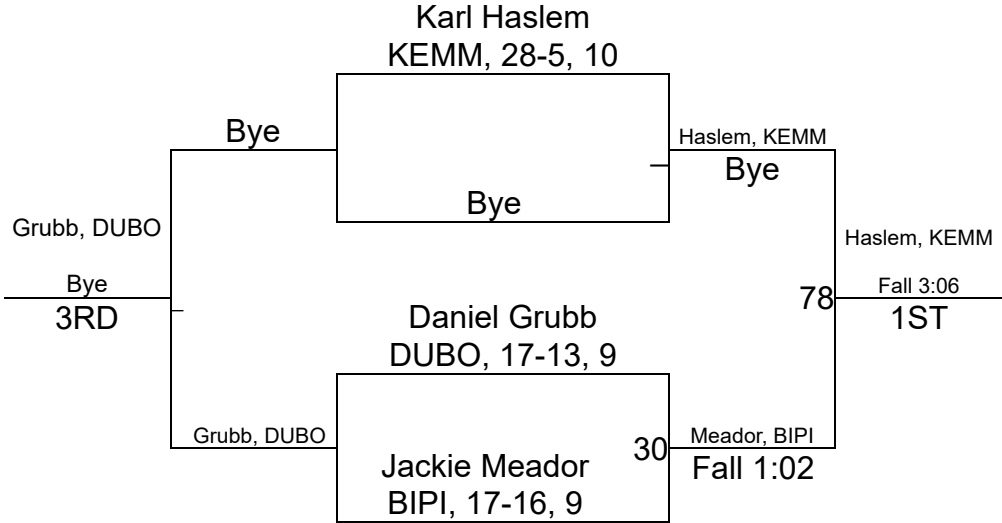 Karl Haslem
KEMM, 28-5, 10
Bye
Haslem, KEMM
Bye
Bye
Grubb, DUBO
Bye
3RD
Haslem, KEMM
Fall 3:06
78
1ST
Daniel Grubb
DUBO, 17-13, 9
Grubb, DUBO
Jackie Meador
BIPI, 17-16, 9
30
Meador, BIPI
Fall 1:02